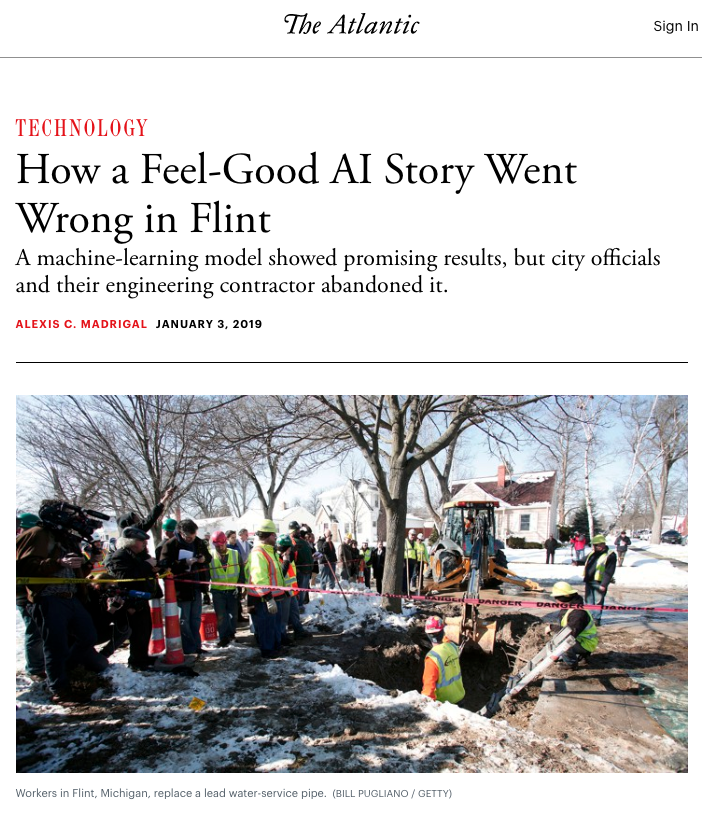 The Atlantic
Sign In
TECHNOLOGY
How a Feel-Good AI Story Went
Wrong in Flint
A machine-learning model showed promising results, but city officials
and their engineering contractor abandoned it.
ALEXIS C. MADRIGAL JANUARY 3, 2019
DANGER DANGER DANGER DANGER
Workers in Flint, Michigan, replace a lead water-service pipe. (BILL PUGLIANO / GETTY)